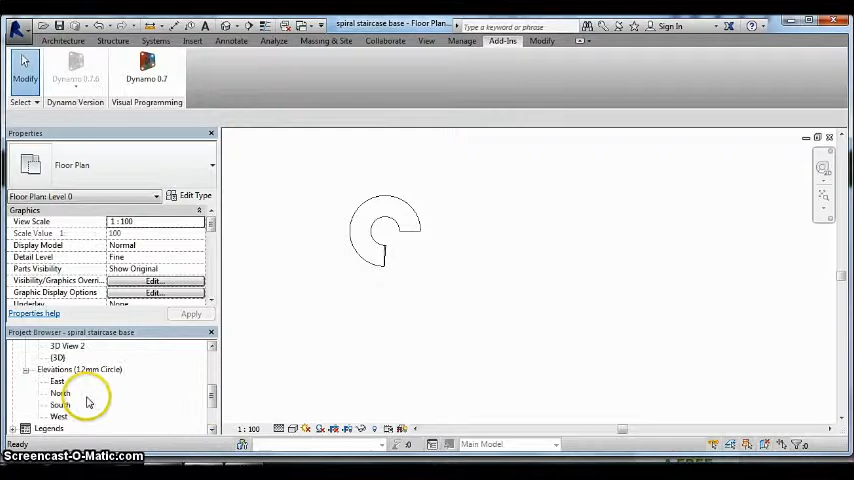 spiral staircase base - Floor Plan...
Type a keyword or phrase
Sign In
Architecture Structure Systems Insert Annotate Analyze Massing & Site Collaborate View Manage Add-Ins Modify
Modify
Dynamo 0.7.6
Dynamo 0.7
Select Dynamo Version Visual Programming
Properties
Floor Plan
Floor Plan: Level 0
Edit Type
Graphics
View Scale 1 : 100
Scale Value 1: 100
Display Model Normal
Detail Level Fine
Parts Visibility Show Original
Visibility/Graphics Overri... Edit...
Graphic Display Options Edit...
Underlay None
Properties help
Apply
Project Browser - spiral staircase base
3D View 2
{3D}
Elevations (12mm Circle)
East
North
South
West
Legends
1 : 100
Ready
:0
Main Model
:0
Screencast-O-Matic.com